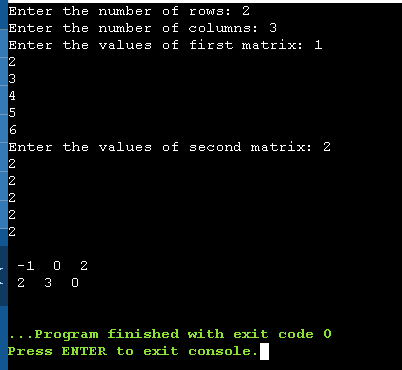 Enter the number of rows: 2
Enter the number of columns: 3
Enter the values of first matrix: 1
2
3
4
5
6
Enter the values of second matrix: 2
2
2
2
2
2
-1 0 2
2 3 0
...Program finished with exit code 0
Press ENTER to exit console.